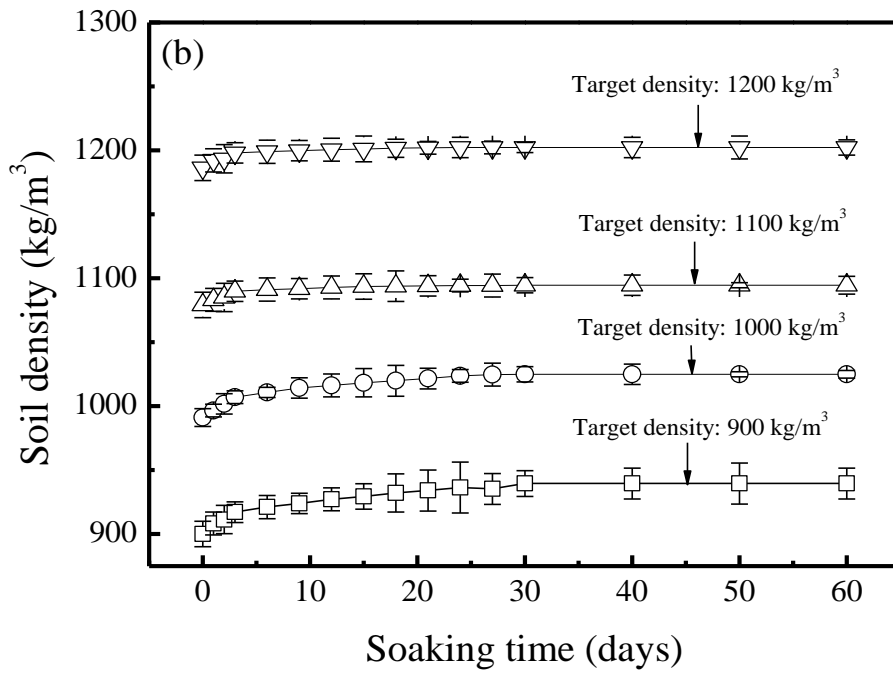 1300
(b)
Target density: 1200 kg/m³
1200
Target density: 1100 kg/m³
1100
Target density: 1000 kg/m³
1000
Target density: 900 kg/m³
900
Soil density (kg/m³)
0 10 20 30 40 50 60
Soaking time (days)